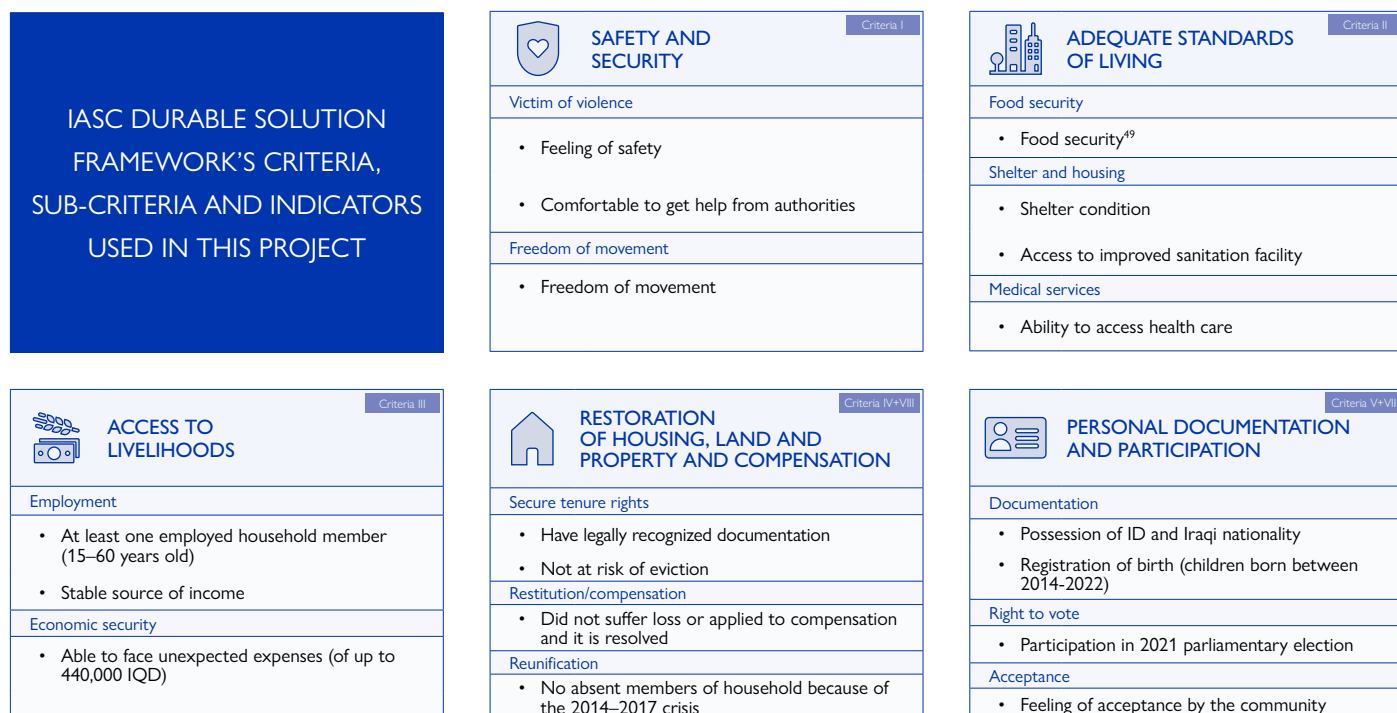 IASC DURABLE SOLUTION
FRAMEWORK'S CRITERIA,
SUB-CRITERIA AND INDICATORS
USED IN THIS PROJECT
Criteria I
SAFETY AND
SECURITY
Victim of violence
• Feeling of safety
• Comfortable to get help from authorities
Freedom of movement
• Freedom of movement
Criteria II
ADEQUATE STANDARDS
OF LIVING
Food security
• Food security⁴⁹
Shelter and housing
• Shelter condition
• Access to improved sanitation facility
Medical services
• Ability to access health care
Criteria III
ACCESS TO
LIVELIHOODS
Employment
• At least one employed household member
(15–60 years old)
• Stable source of income
Economic security
• Able to face unexpected expenses (of up to
440,000 IQD)
Criteria IV+VIII
RESTORATION
OF HOUSING, LAND AND
PROPERTY AND COMPENSATION
Secure tenure rights
• Have legally recognized documentation
• Not at risk of eviction
Restitution/compensation
• Did not suffer loss or applied to compensation
and it is resolved
Reunification
• No absent members of household because of
the 2014–2017 crisis
Criteria V+VII
PERSONAL DOCUMENTATION
AND PARTICIPATION
Documentation
• Possession of ID and Iraqi nationality
• Registration of birth (children born between
2014-2022)
Right to vote
• Participation in 2021 parliamentary election
Acceptance
• Feeling of acceptance by the community